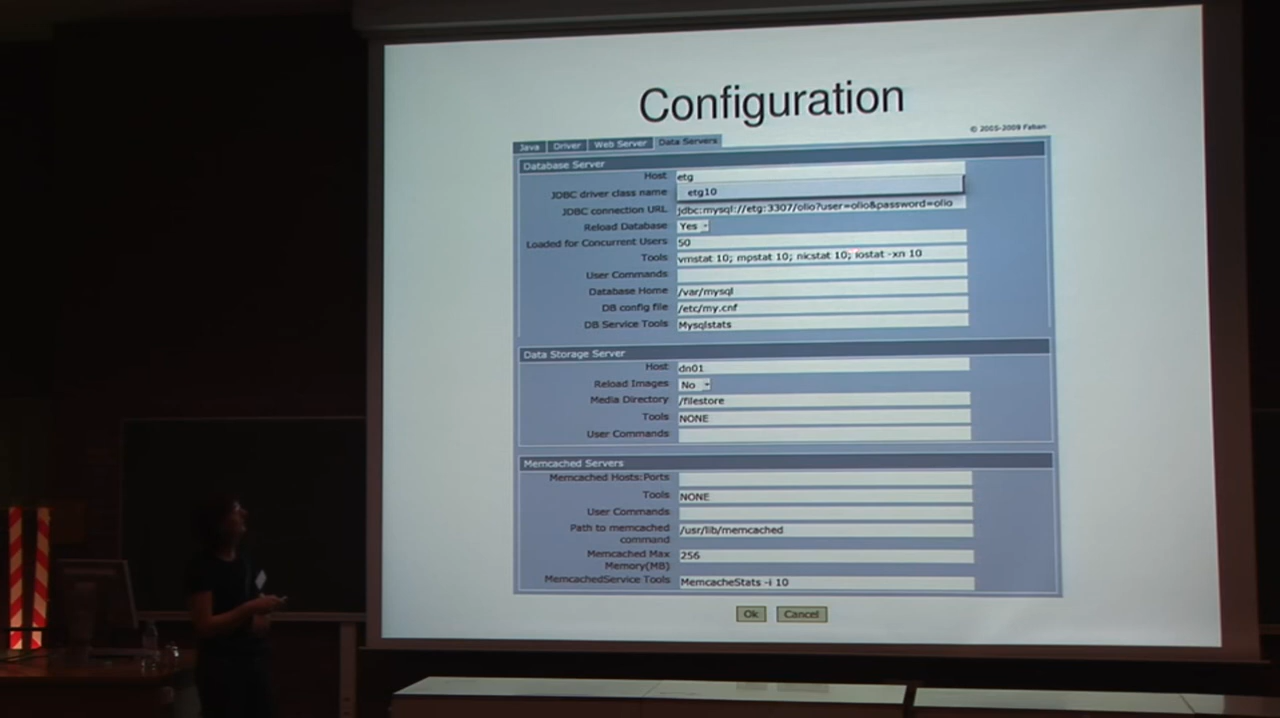 Configuration
© 2005-2009 Faban
Java Driver Web Server Data Servers
Database Server
Host etg
etg10
JDBC driver class name
JDBC connection URL jdbc:mysql://etg:3307/olio?user=olio&password=olio
Reload Database Yes
Loaded for Concurrent Users 50
Tools vmstat 10; mpstat 10; nicstat 10; iostat -xn 10
User Commands
Database Home /var/mysql
DB config file /etc/my.cnf
DB Service Tools Mysqlstats
Data Storage Server
Host dn01
Reload Images No
Media Directory /filestore
Tools NONE
User Commands
Memcached Servers
Memcached Hosts:Ports
Tools NONE
User Commands
Path to memcached /usr/lib/memcached
command
Memcached Max 256
Memory(MB)
MemcachedService Tools MemcacheStats -i 10
Ok Cancel